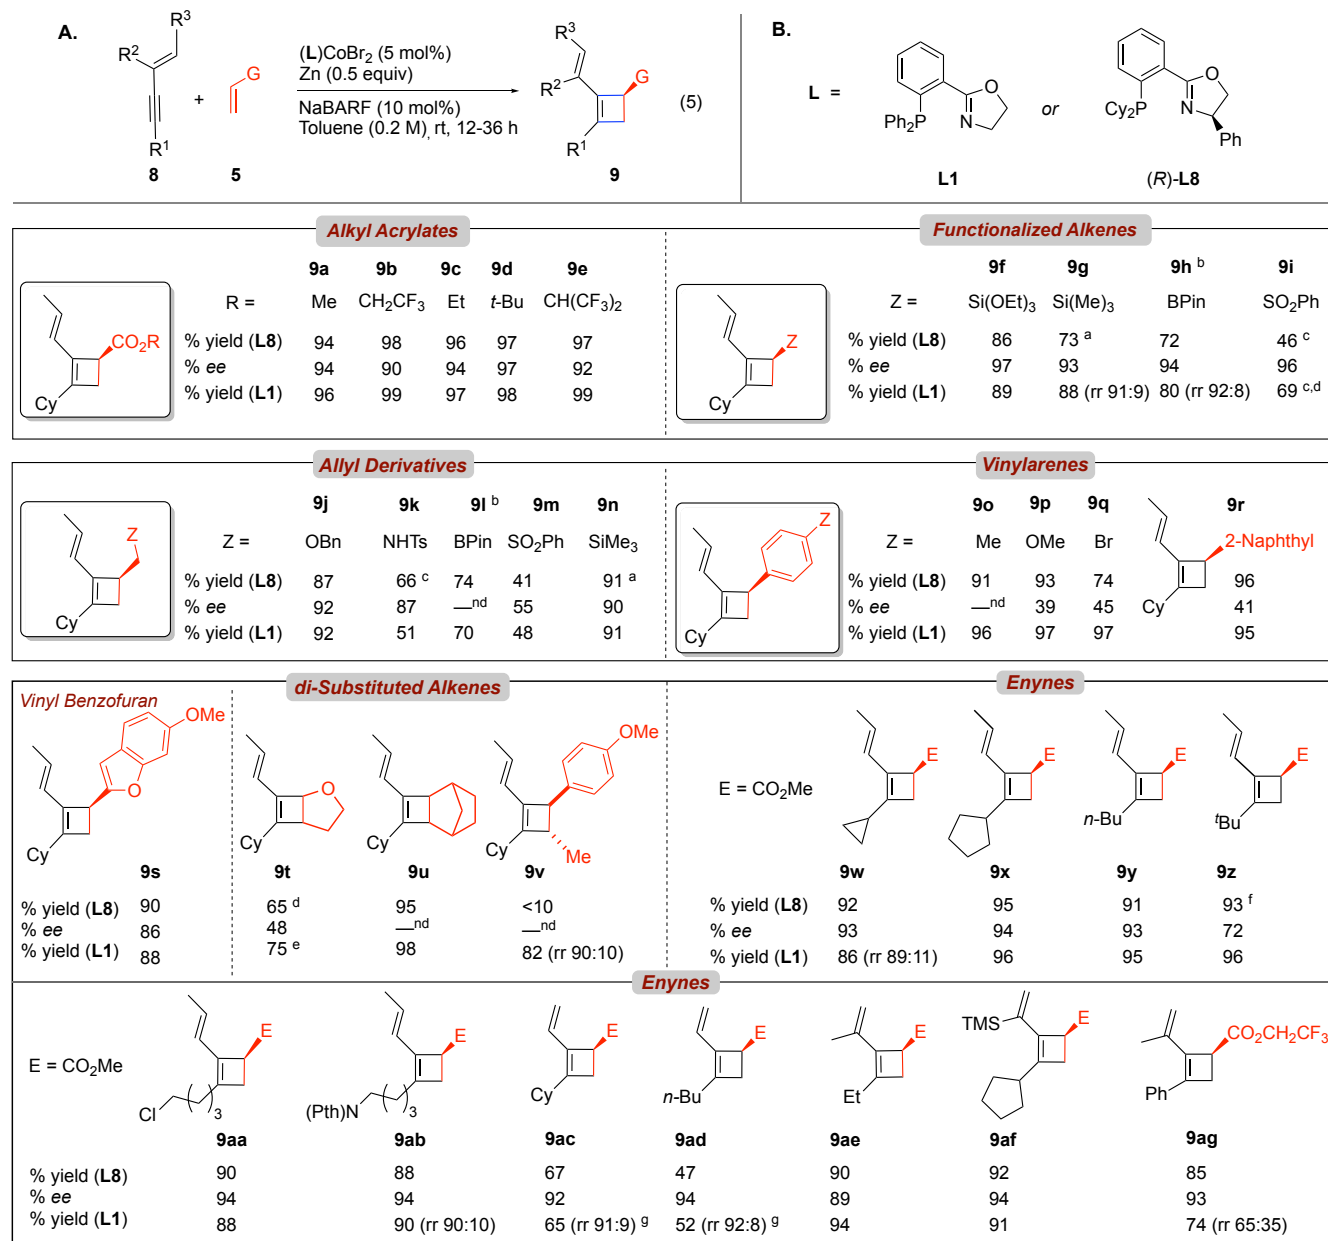 A.
R³
R²
G
+
R¹
8
5
(L)CoBr₂ (5 mol%)
Zn (0.5 equiv)
NaBARF (10 mol%)
Toluene (0.2 M), rt, 12-36 h
R³
R²
G
R¹
9
(5)
B.
L =
Ph₂P
N
O
L1
or
Cy₂P
N
O
Ph
(R)-L8
Alkyl Acrylates
CO₂R
Cy
9a 9b 9c 9d 9e
R = Me CH₂CF₃ Et t-Bu CH(CF₃)₂
% yield (L8) 94 98 96 97 97
% ee 94 90 94 97 92
% yield (L1) 96 99 97 98 99
Functionalized Alkenes
Z
Cy
9f 9g 9h ᵇ 9i
Z = Si(OEt)₃ Si(Me)₃ BPin SO₂Ph
% yield (L8) 86 73 ᵃ 72 46 ᶜ
% ee 97 93 94 96
% yield (L1) 89 88 (rr 91:9) 80 (rr 92:8) 69 ᶜ,ᵈ
Allyl Derivatives
Z
Cy
9j 9k 9l ᵇ 9m 9n
Z = OBn NHTs BPin SO₂Ph SiMe₃
% yield (L8) 87 66 ᶜ 74 41 91 ᵃ
% ee 92 87 —ⁿᵈ 55 90
% yield (L1) 92 51 70 48 91
Vinylarenes
Z
Cy
9o 9p 9q 9r
Z = Me OMe Br
2-Naphthyl
Cy
% yield (L8) 91 93 74 96
% ee —ⁿᵈ 39 45 41
% yield (L1) 96 97 97 95
Vinyl Benzofuran
OMe
O
Cy
9s
% yield (L8) 90
% ee 86
% yield (L1) 88
di-Substituted Alkenes
O
Cy
Cy
OMe
Cy
Me
9t 9u 9v
65 ᵈ 95 <10
48 —ⁿᵈ —ⁿᵈ
75 ᵉ 98 82 (rr 90:10)
Enynes
E = CO₂Me
E
E
E
n-Bu
E
ᵗBu
9w 9x 9y 9z
% yield (L8) 92 95 91 93 ᶠ
% ee 93 94 93 72
% yield (L1) 86 (rr 89:11) 96 95 96
Enynes
E = CO₂Me
E
Cl
3
E
(Pth)N
3
E
Cy
E
n-Bu
E
Et
TMS
E
CO₂CH₂CF₃
Ph
9aa 9ab 9ac 9ad 9ae 9af 9ag
% yield (L8) 90 88 67 47 90 92 85
% ee 94 94 92 94 89 94 93
% yield (L1) 88 90 (rr 90:10) 65 (rr 91:9) ᵍ 52 (rr 92:8) ᵍ 94 91 74 (rr 65:35)